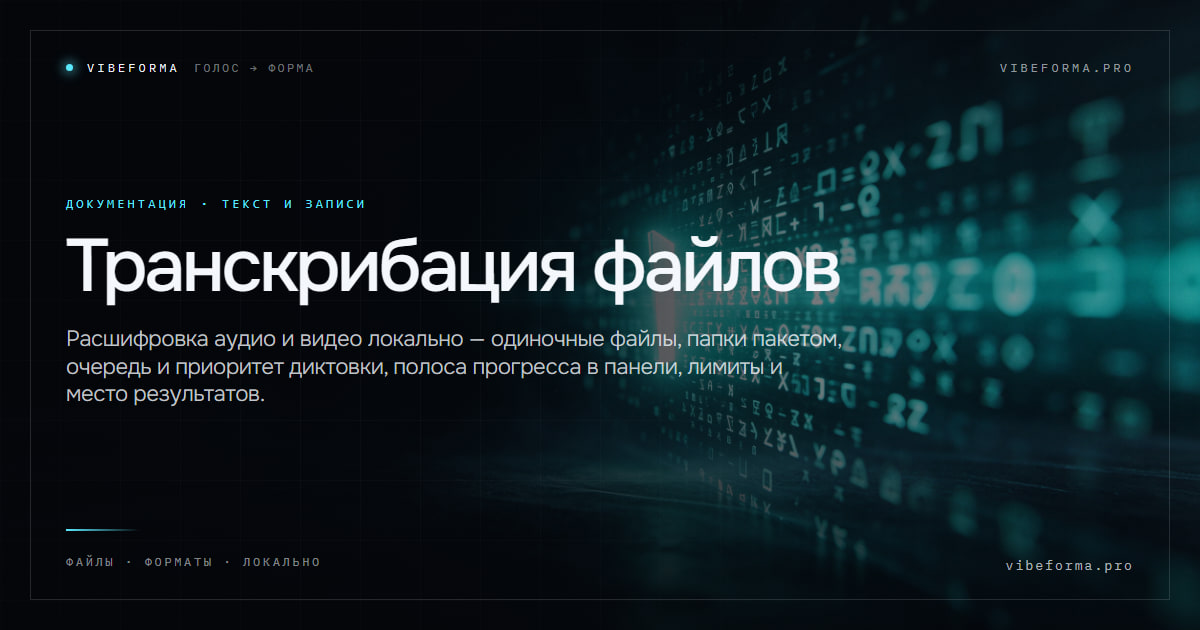 VIBEFORMA ГОЛОС → ФОРМА
VIBEFORMA.PRO
ДОКУМЕНТАЦИЯ · ТЕКСТ И ЗАПИСИ
Транскрибация файлов
Расшифровка аудио и видео локально — одиночные файлы, папки пакетом,
очередь и приоритет диктовки, полоса прогресса в панели, лимиты и
место результатов.
ФАЙЛЫ · ФОРМАТЫ · ЛОКАЛЬНО
vibeforma.pro